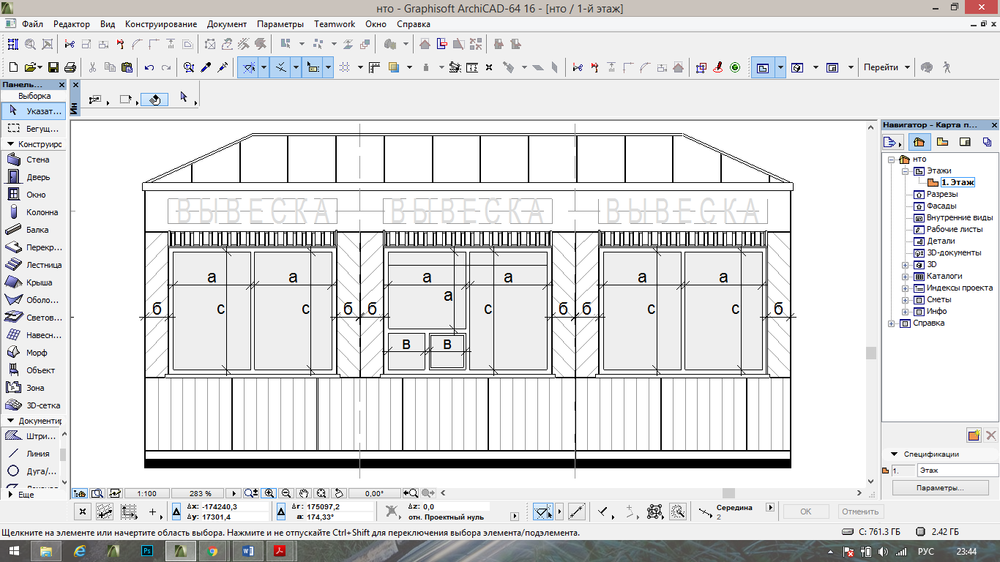 нто - Graphisoft ArchiCAD-64 16 - [нто / 1-й этаж]
Файл Редактор Вид Конструирование Документ Параметры Teamwork Окно Справка
Перейти
Панель...
Выборка
Указат...
Бегущ...
Конструирс
Стена
Дверь
Окно
Колонна
Балка
Перекр...
Лестница
Крыша
Оболо...
Светов...
Навесн...
Морф
Объект
Зона
3D-сетка
Документир
Штри...
Линия
Дуга/...
Еще
Ин
ВЫВЕСКА ВЫВЕСКА ВЫВЕСКА
а а а а а а
а
б с с б б с б б с с б
в в
Навигатор - Карта п...
нто
Этажи
1. Этаж
Разрезы
Фасады
Внутренние виды
Рабочие листы
Детали
3D-документы
3D
Каталоги
Индексы проекта
Сметы
Инфо
Справка
Спецификации
1. Этаж
Параметры...
1:100 283 % 0,00°
Δx: -174240,3 Δr: 175097,2 Δz: 0,0
Δy: 17301,4 a: 174,33° отн. Проектный нуль
Середина
2
ОК Отменить
Щелкните на элементе или начертите область выбора. Нажмите и не отпускайте Ctrl+Shift для переключения выбора элемента/подэлемента.
C: 761.3 ГБ 2.42 ГБ
Ps
РУС 23:44